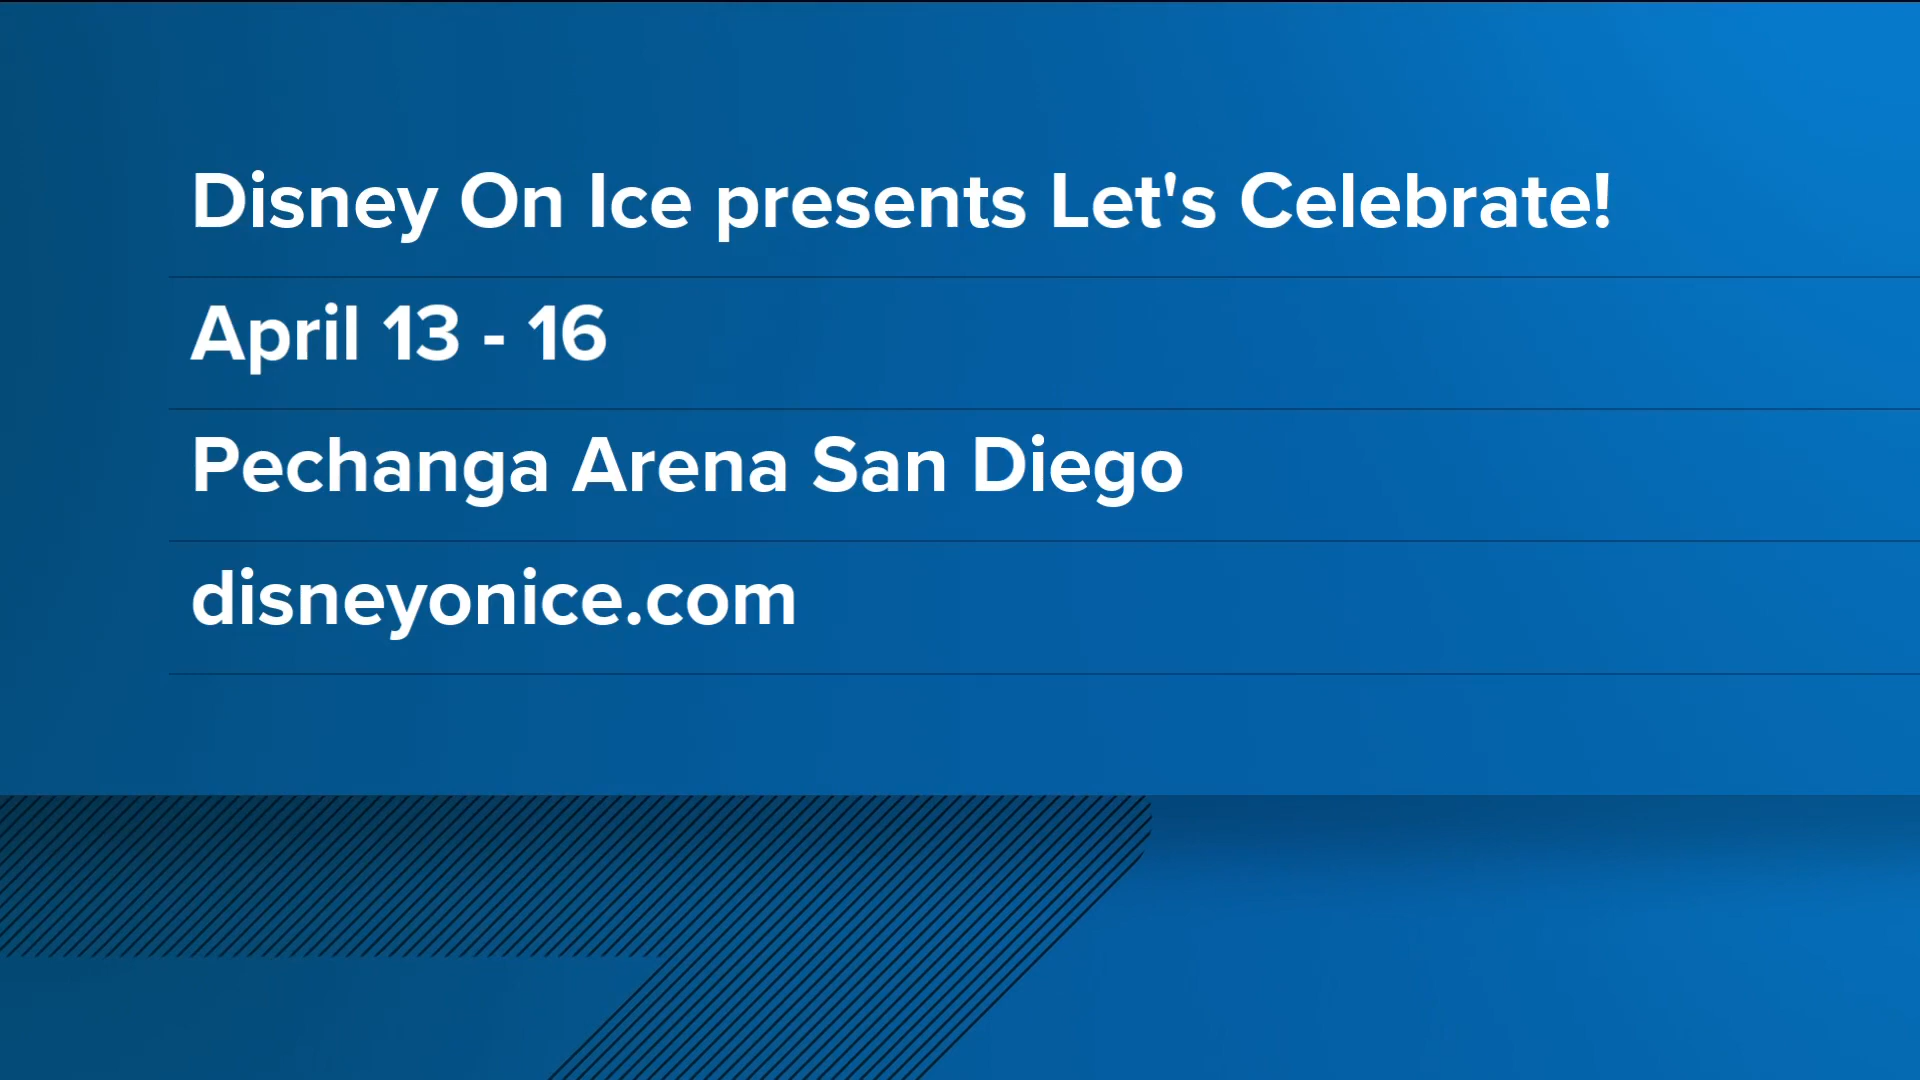 Disney On Ice presents Let's Celebrate!
April 13 - 16
Pechanga Arena San Diego
disneyonice.com